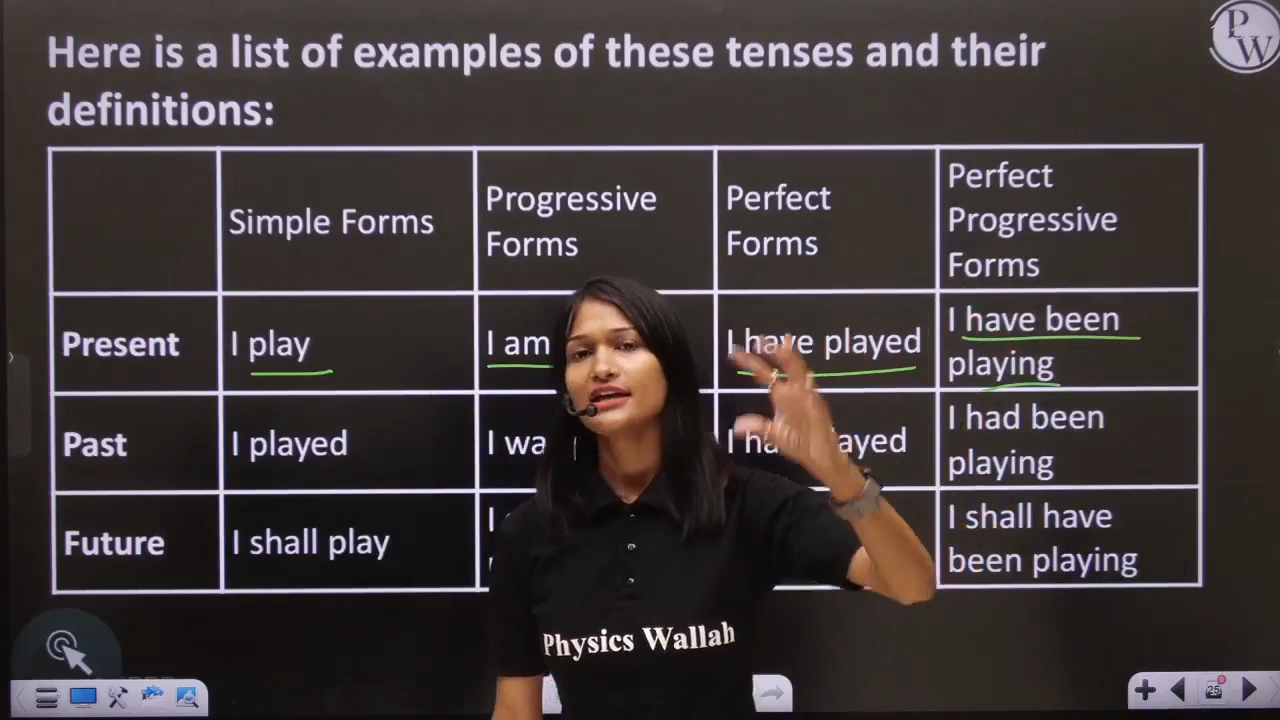 Here is a list of examples of these tenses and their
definitions:
PW
Simple Forms
Progressive
Forms
Perfect
Forms
Perfect
Progressive
Forms
Present
I play
I am
I have played
I have been
playing
Past
I played
I
I
I had been
playing
Future
I shall play
I
I shall have
been playing
Physics Wallah
25